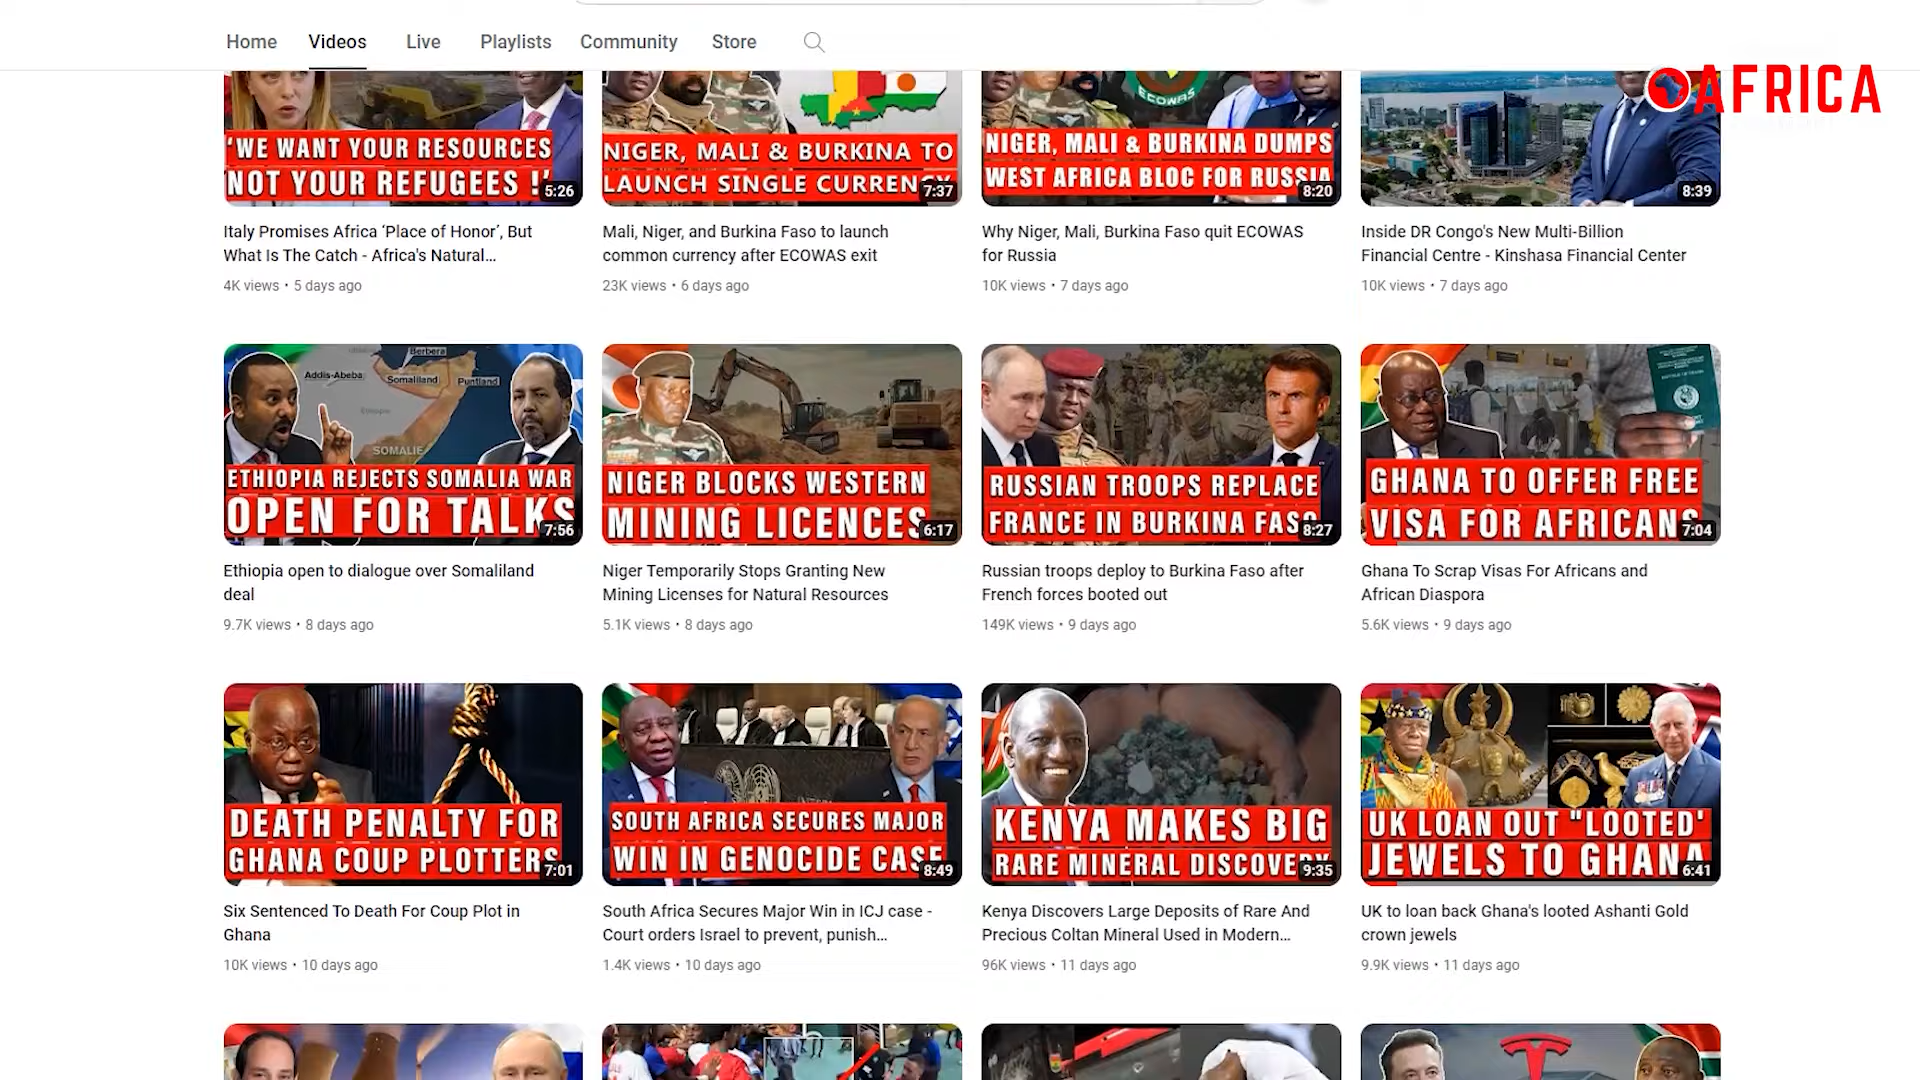 Home Videos Live Playlists Community Store
AFRICA
'WE WANT YOUR RESOURCES
NOT YOUR REFUGEES !'
5:26
NIGER, MALI & BURKINA TO
LAUNCH SINGLE CURRENCY
7:37
ECOWAS
NIGER, MALI & BURKINA DUMPS
WEST AFRICA BLOC FOR RUSSIA
8:20
8:39
Italy Promises Africa ‘Place of Honor’, But
What Is The Catch - Africa's Natural...
4K views • 5 days ago
Mali, Niger, and Burkina Faso to launch
common currency after ECOWAS exit
23K views • 6 days ago
Why Niger, Mali, Burkina Faso quit ECOWAS
for Russia
10K views • 7 days ago
Inside DR Congo's New Multi-Billion
Financial Centre - Kinshasa Financial Center
10K views • 7 days ago
Berbera
Addis-Abeba
Somaliland
Puntland
Ethiopie
SOMALIE
ETHIOPIA REJECTS SOMALIA WAR
OPEN FOR TALKS
7:56
NIGER BLOCKS WESTERN
MINING LICENCES
6:17
RUSSIAN TROOPS REPLACE
FRANCE IN BURKINA FASO
8:27
GHANA TO OFFER FREE
VISA FOR AFRICANS
7:04
Ethiopia open to dialogue over Somaliland
deal
9.7K views • 8 days ago
Niger Temporarily Stops Granting New
Mining Licenses for Natural Resources
5.1K views • 8 days ago
Russian troops deploy to Burkina Faso after
French forces booted out
149K views • 9 days ago
Ghana To Scrap Visas For Africans and
African Diaspora
5.6K views • 9 days ago
DEATH PENALTY FOR
GHANA COUP PLOTTERS
7:01
SOUTH AFRICA SECURES MAJOR
WIN IN GENOCIDE CASE
8:49
KENYA MAKES BIG
RARE MINERAL DISCOVERY
9:35
UK LOAN OUT "LOOTED'
JEWELS TO GHANA
6:41
Six Sentenced To Death For Coup Plot in
Ghana
10K views • 10 days ago
South Africa Secures Major Win in ICJ case -
Court orders Israel to prevent, punish...
1.4K views • 10 days ago
Kenya Discovers Large Deposits of Rare And
Precious Coltan Mineral Used in Modern...
96K views • 11 days ago
UK to loan back Ghana's looted Ashanti Gold
crown jewels
9.9K views • 11 days ago